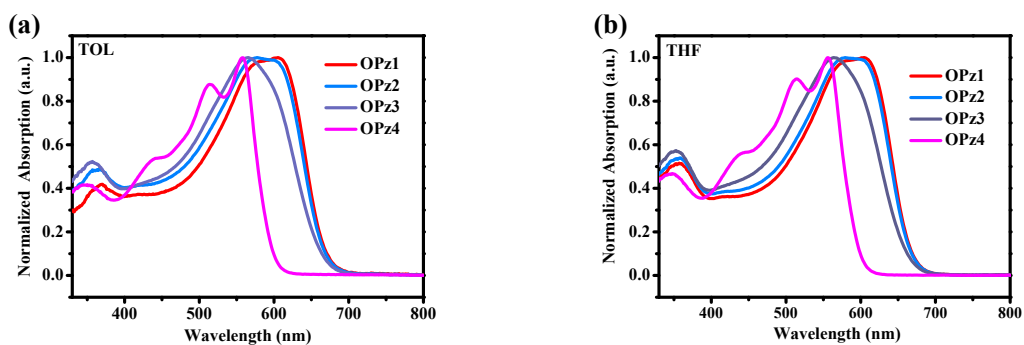 (a)
TOL
OPz1
OPz2
OPz3
OPz4
Normalized Absorption (a.u.)
1.0
0.8
0.6
0.4
0.2
0.0
400 500 600 700 800
Wavelength (nm)
(b)
THF
OPz1
OPz2
OPz3
OPz4
Normalized Absorption (a.u.)
1.0
0.8
0.6
0.4
0.2
0.0
400 500 600 700 800
Wavelength (nm)